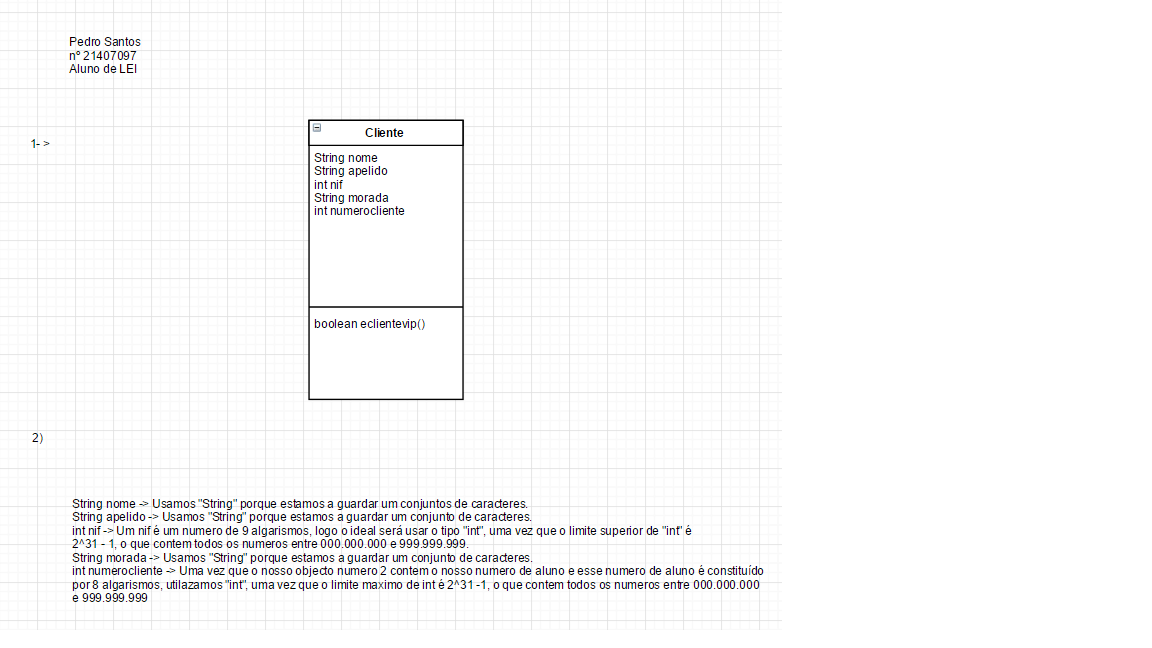 Pedro Santos
nº 21407097
Aluno de LEI
Cliente
1- >
String nome
String apelido
int nif
String morada
int numerocliente
boolean eclientevip()
2)
String nome -> Usamos "String" porque estamos a guardar um conjuntos de caracteres.
String apelido -> Usamos "String" porque estamos a guardar um conjunto de caracteres.
int nif -> Um nif é um numero de 9 algarismos, logo o ideal será usar o tipo "int", uma vez que o limite superior de "int" é
2^31 - 1, o que contem todos os numeros entre 000.000.000 e 999.999.999.
String morada -> Usamos "String" porque estamos a guardar um conjunto de caracteres.
int numerocliente -> Uma vez que o nosso objecto numero 2 contem o nosso numero de aluno e esse numero de aluno é constituído
por 8 algarismos, utilazamos "int", uma vez que o limite maximo de int é 2^31 -1, o que contem todos os numeros entre 000.000.000
e 999.999.999